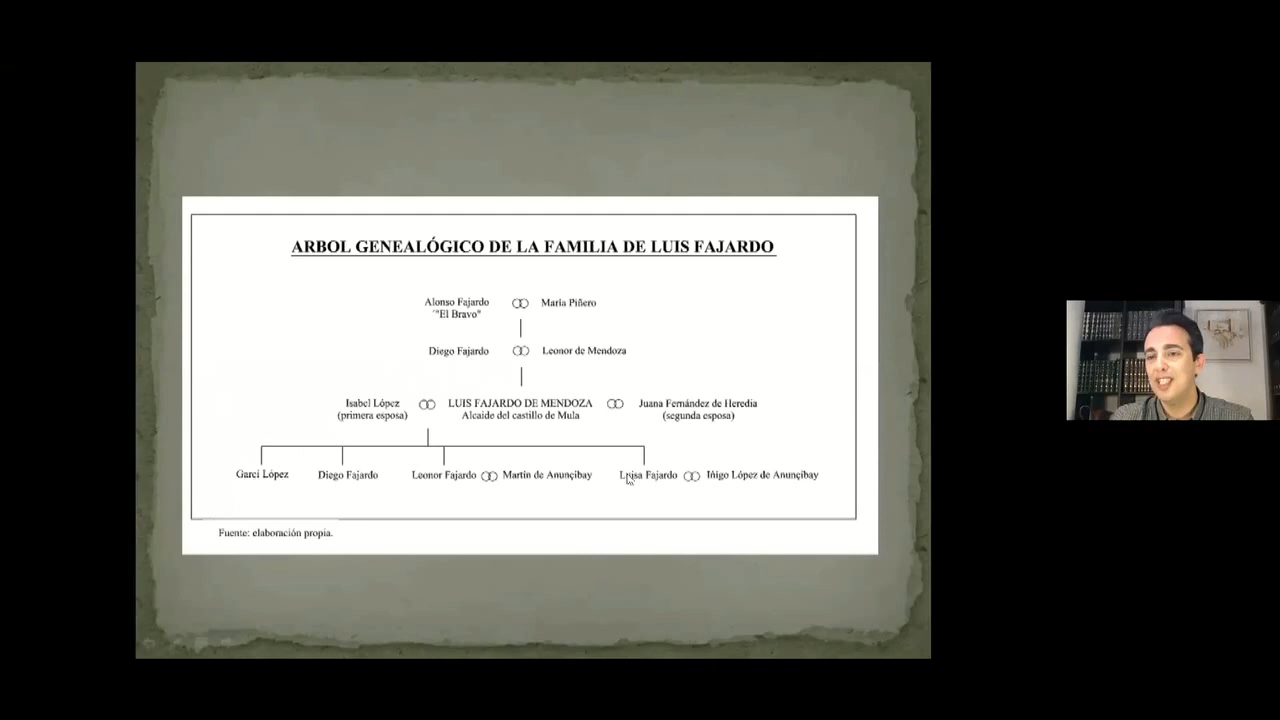 ARBOL GENEALÓGICO DE LA FAMILIA DE LUIS FAJARDO
Alonso Fajardo María Piñero
"El Bravo"
Diego Fajardo Leonor de Mendoza
Isabel López LUIS FAJARDO DE MENDOZA Juana Fernández de Heredia
(primera esposa) Alcaide del castillo de Mula (segunda esposa)
Garcí López Diego Fajardo Leonor Fajardo Martín de Anunçibay Luisa Fajardo Iñigo López de Anunçibay
Fuente: elaboración propia.